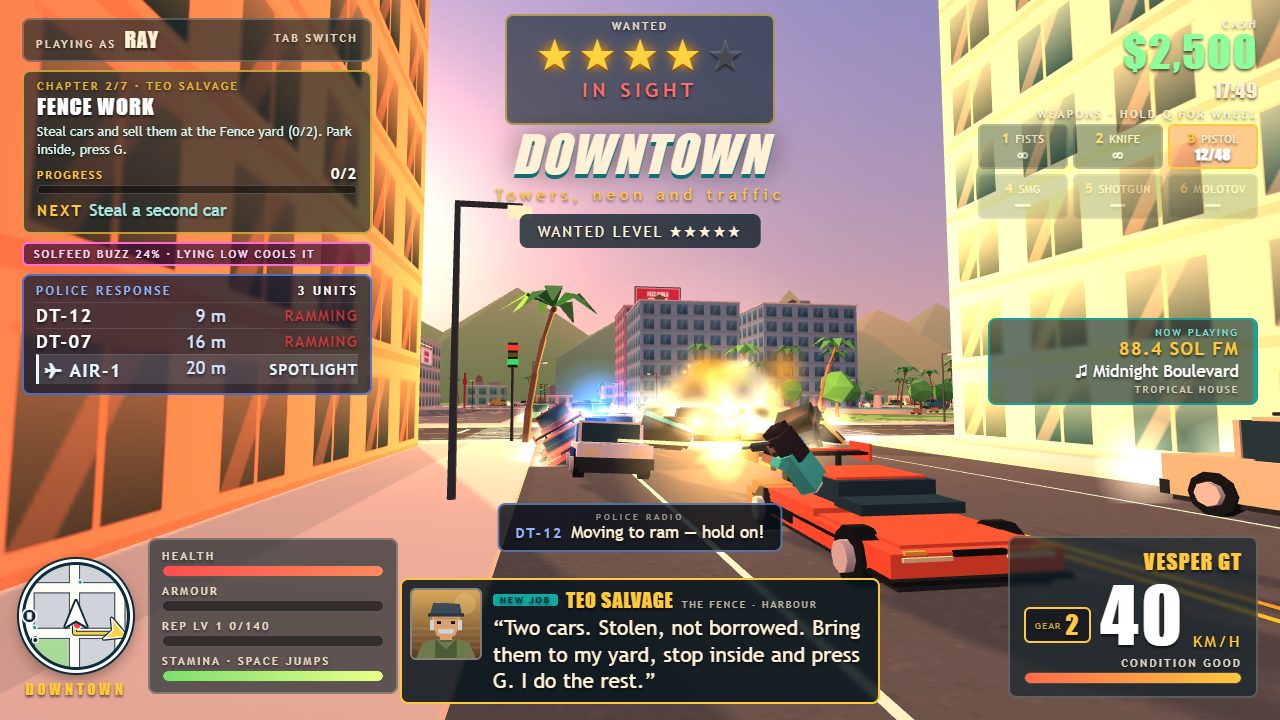 PLAYING AS RAY TAB SWITCH
CHAPTER 2/7 · TEO SALVAGE
FENCE WORK
Steal cars and sell them at the Fence yard (0/2). Park
inside, press G.
PROGRESS 0/2
NEXT Steal a second car
SOLFEED BUZZ 24% · LYING LOW COOLS IT
POLICE RESPONSE 3 UNITS
DT-12 9 m RAMMING
DT-07 16 m RAMMING
AIR-1 20 m SPOTLIGHT
WANTED
IN SIGHT
DOWNTOWN
Towers, neon and traffic
WANTED LEVEL ★★★★★
CASH
$2,500
17:49
WEAPONS · HOLD Q FOR WHEEL
1 FISTS ∞
2 KNIFE ∞
3 PISTOL 12/48
4 SMG —
5 SHOTGUN —
6 MOLOTOV —
NOW PLAYING
88.4 SOL FM
♫ Midnight Boulevard
TROPICAL HOUSE
POLICE RADIO
DT-12 Moving to ram — hold on!
NEW JOB TEO SALVAGE THE FENCE · HARBOUR
“Two cars. Stolen, not borrowed. Bring
them to my yard, stop inside and press
G. I do the rest.”
HEALTH
ARMOUR
REP LV 1 0/140
STAMINA · SPACE JUMPS
DOWNTOWN
VESPER GT
GEAR 2 40 KM/H
CONDITION GOOD